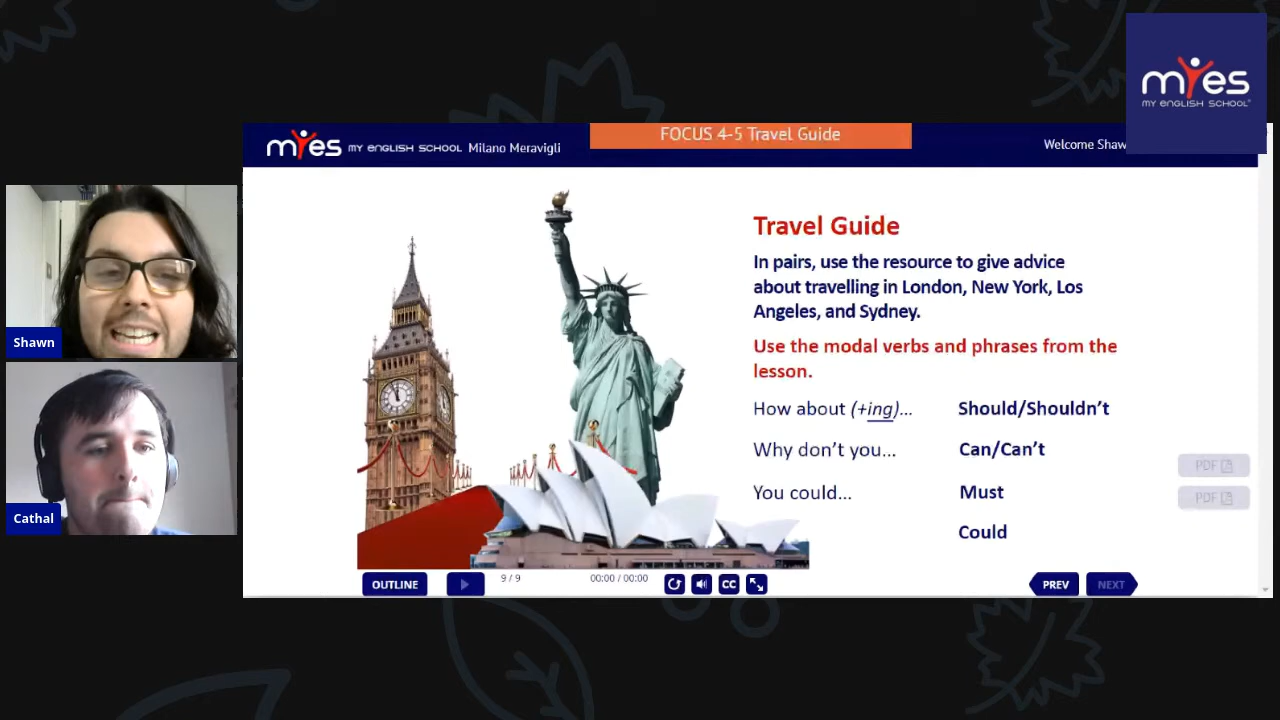 myes
MY ENGLISH SCHOOL
myes MY ENGLISH SCHOOL Milano Meravigli
FOCUS 4-5 Travel Guide
Welcome Shaw
Shawn
Cathal
Travel Guide
In pairs, use the resource to give advice
about travelling in London, New York, Los
Angeles, and Sydney.
Use the modal verbs and phrases from the
lesson.
How about (+ing)...
Should/Shouldn't
Why don't you...
Can/Can't
You could...
Must
Could
PDF
PDF
OUTLINE
9 / 9
00:00 / 00:00
CC
PREV
NEXT